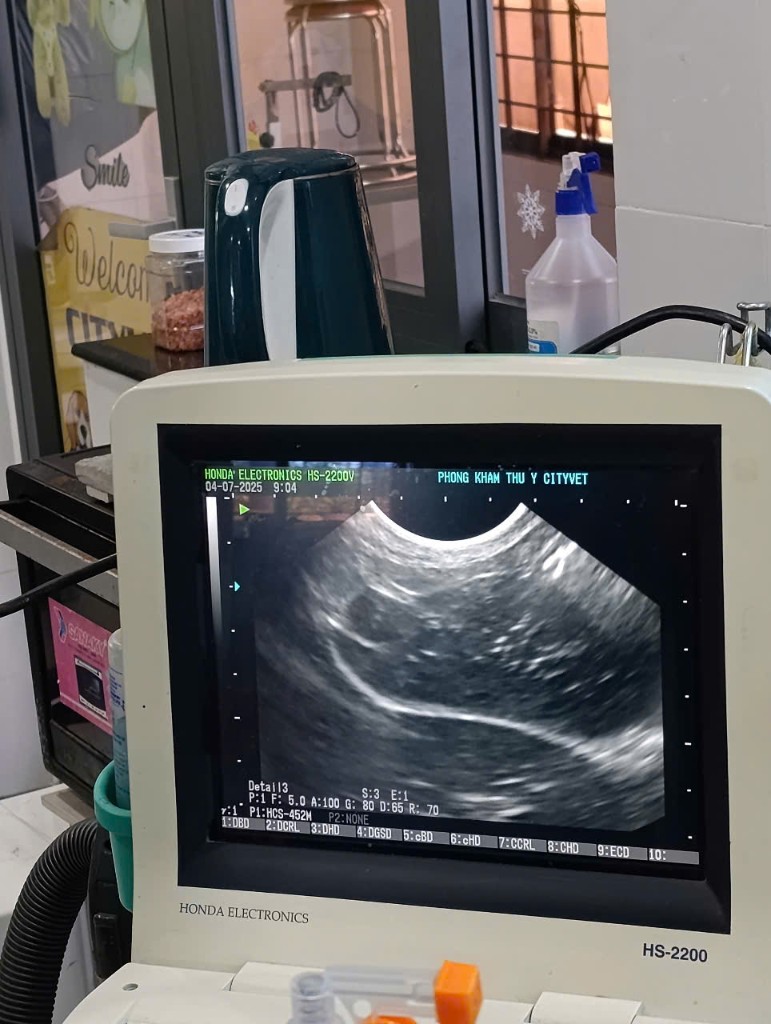 Smile
Welcom
CITY
HONDA ELECTRONICS HS-2200V
PHONG KHAM THU Y CITYVET
04-07-2025 9:04
Detail3
S:3 E:1
P:1 F: 5.0 A:100 G: 80 D:65 R: 70
P1:HCS-452M P2:NONE
1:DBD 2:DCRL 3:DHD 4:DGSD 5:cBD 6:cHD 7:CCRL 8:CHD 9:ECD 10:
HONDA ELECTRONICS
HS-2200